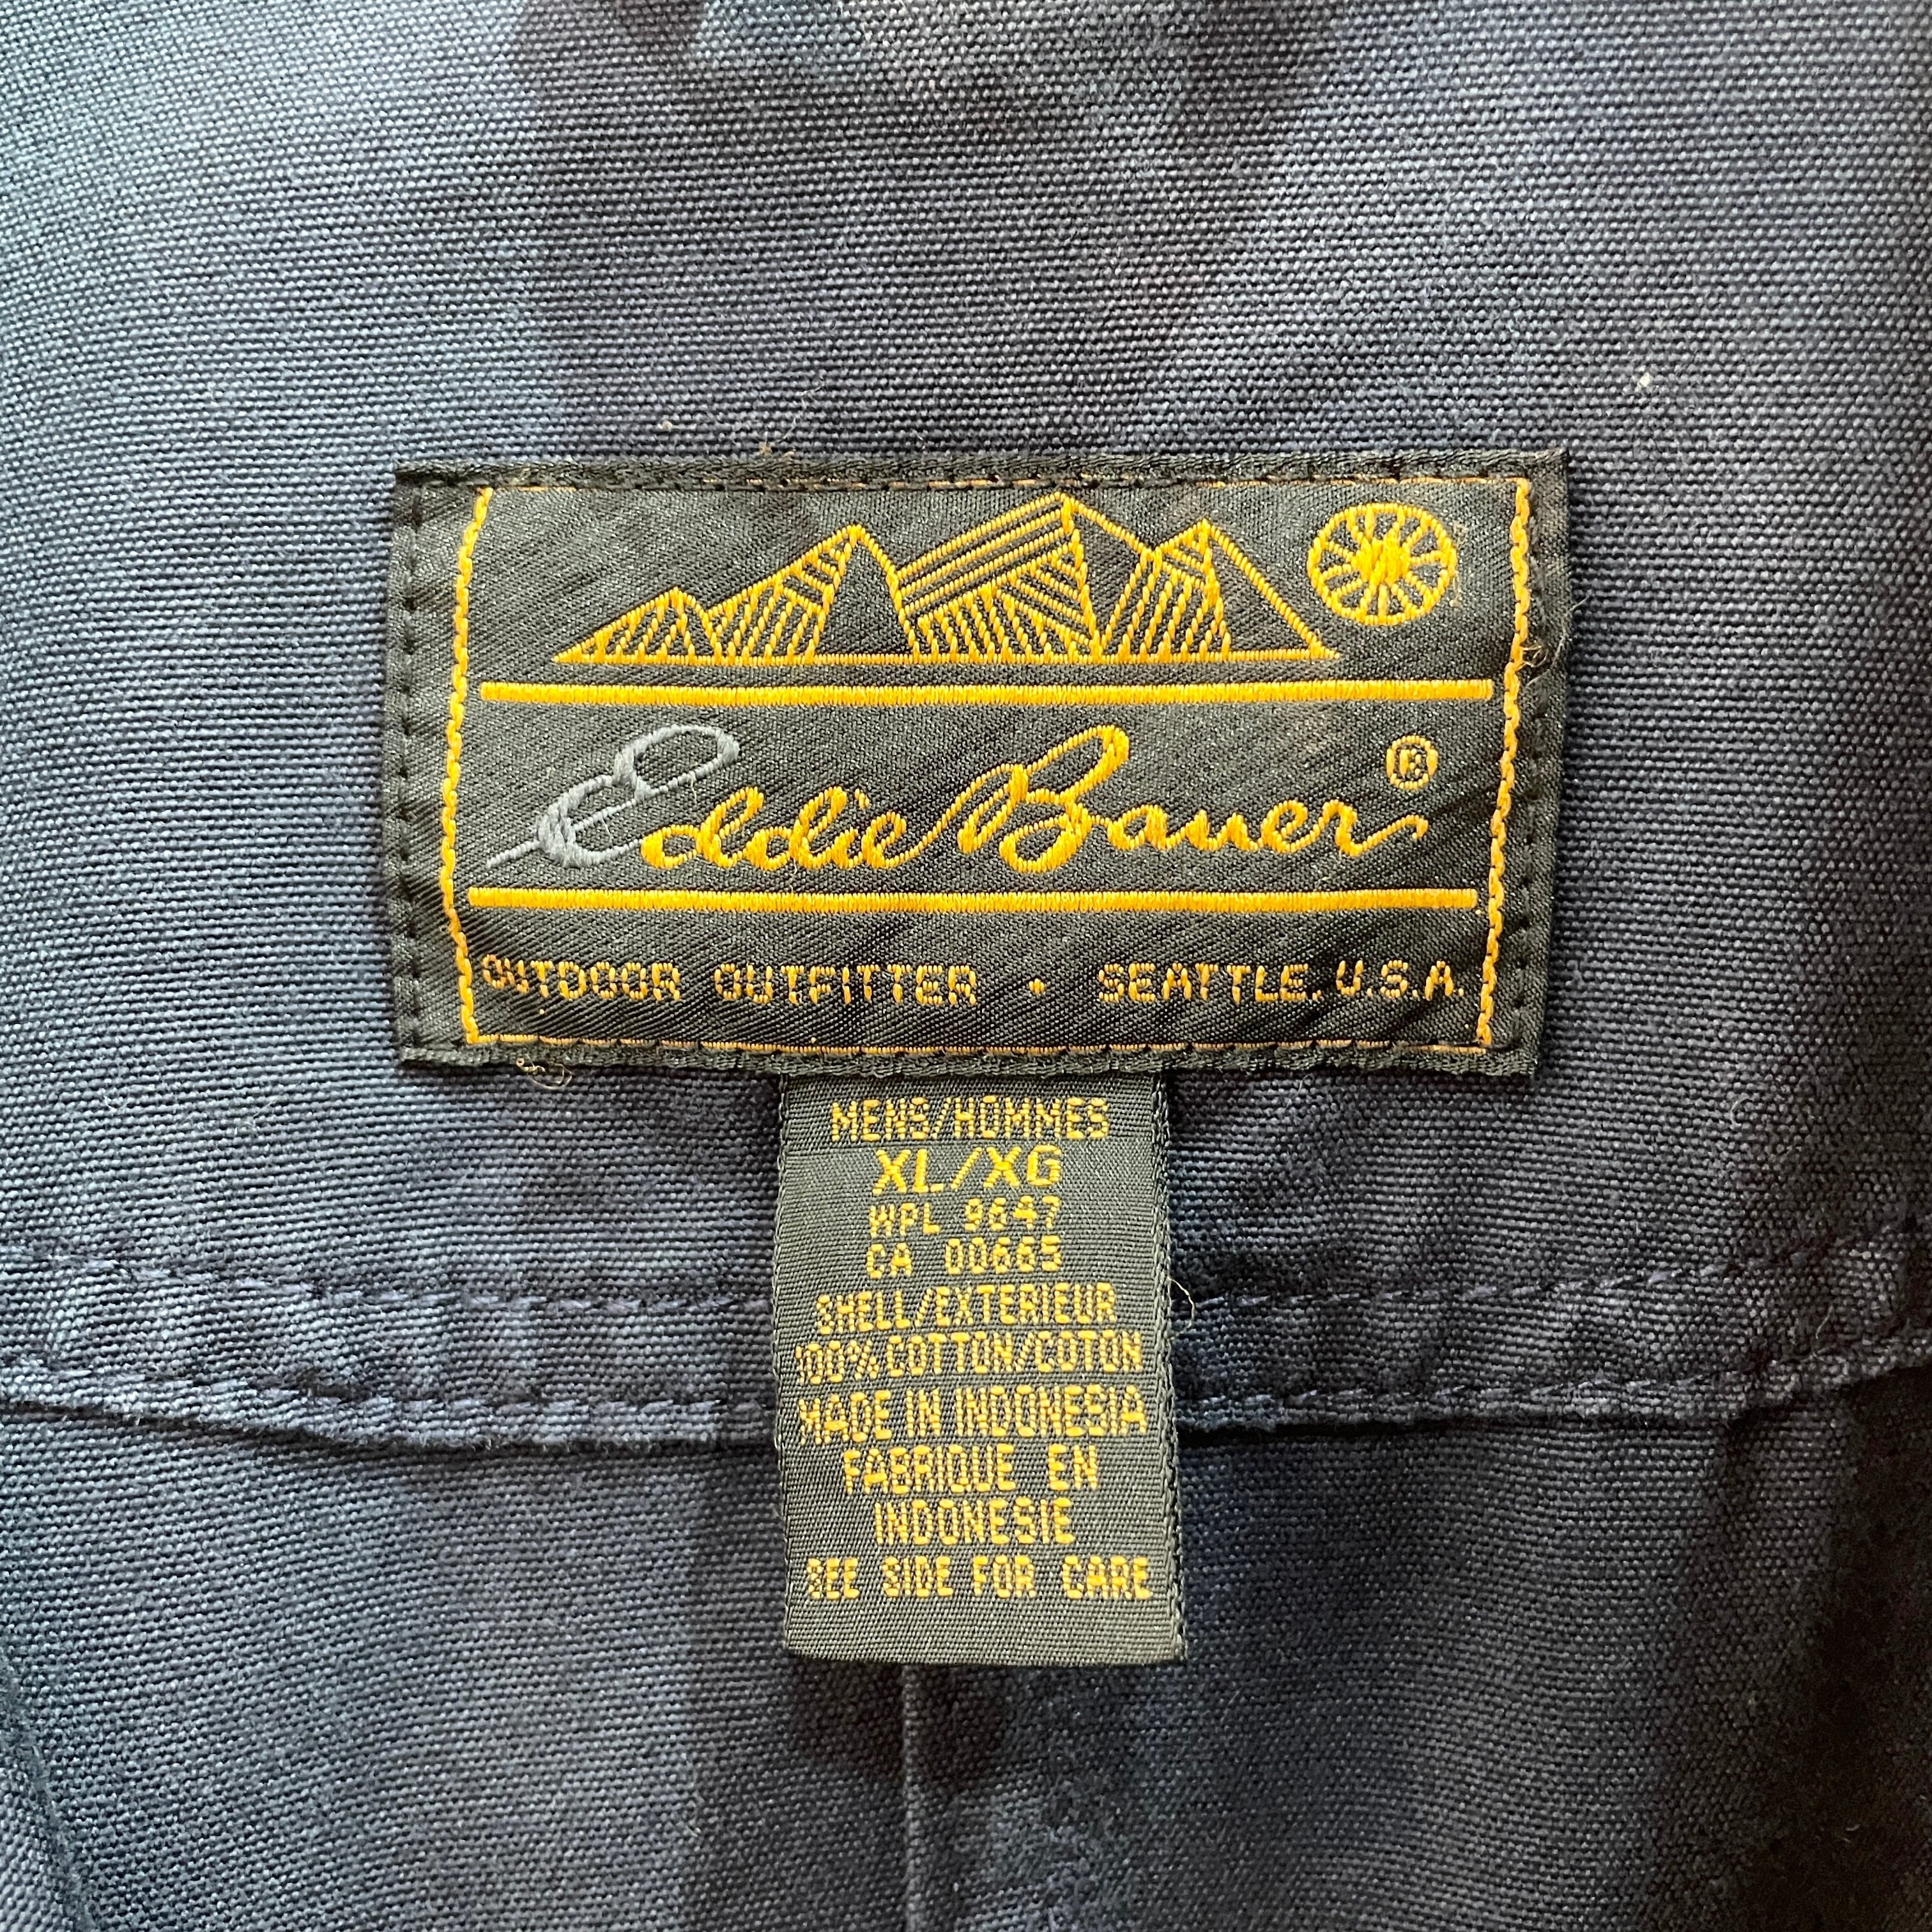 Eddie Bauer®
OUTDOOR OUTFITTER · SEATTLE, U.S.A.
MENS/HOMMES
XL/XG
WPL 9647
CA 00665
SHELL/EXTERIEUR
100% COTTON/COTON
MADE IN INDONESIA
FABRIQUE EN
INDONESIE
SEE SIDE FOR CARE